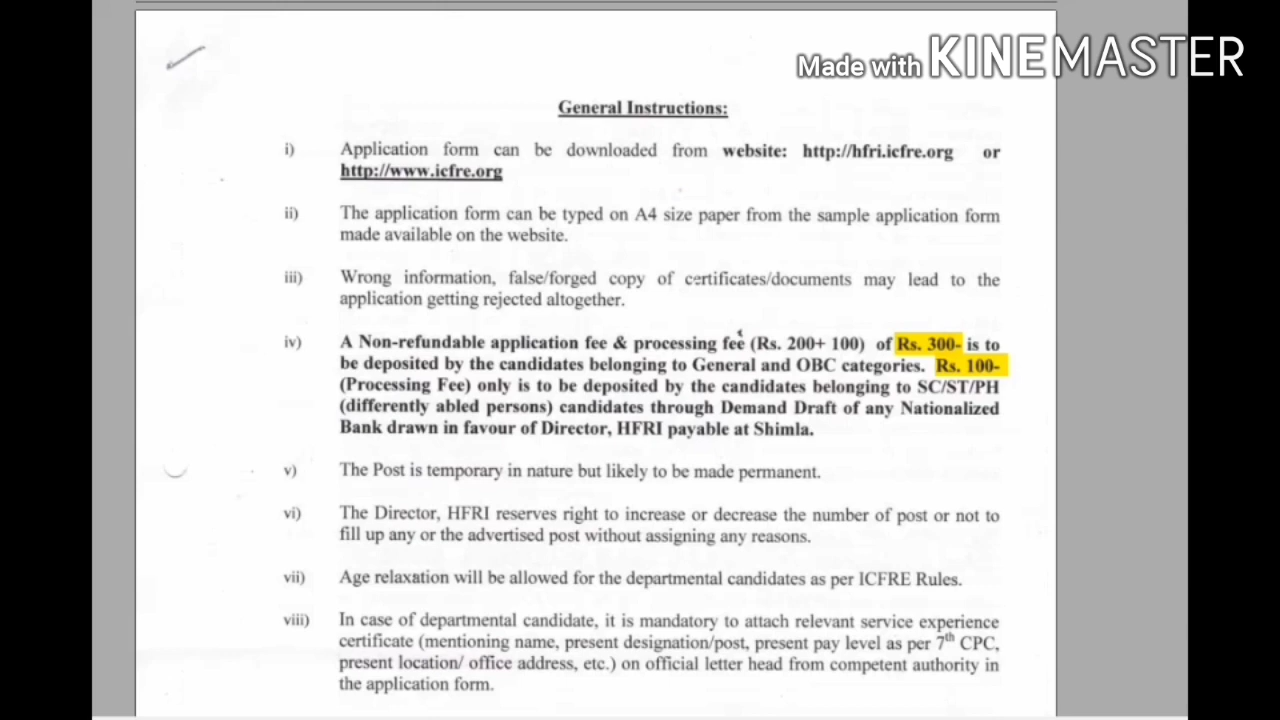 Made with KINEMASTER
General Instructions:
i) Application form can be downloaded from website: http://hfri.icfre.org or
http://www.icfre.org
ii) The application form can be typed on A4 size paper from the sample application form
made available on the website.
iii) Wrong information, false/forged copy of certificates/documents may lead to the
application getting rejected altogether.
iv) A Non-refundable application fee & processing fee (Rs. 200+ 100) of Rs. 300- is to
be deposited by the candidates belonging to General and OBC categories. Rs. 100-
(Processing Fee) only is to be deposited by the candidates belonging to SC/ST/PH
(differently abled persons) candidates through Demand Draft of any Nationalized
Bank drawn in favour of Director, HFRI payable at Shimla.
v) The Post is temporary in nature but likely to be made permanent.
vi) The Director, HFRI reserves right to increase or decrease the number of post or not to
fill up any or the advertised post without assigning any reasons.
vii) Age relaxation will be allowed for the departmental candidates as per ICFRE Rules.
viii) In case of departmental candidate, it is mandatory to attach relevant service experience
certificate (mentioning name, present designation/post, present pay level as per 7th CPC,
present location/ office address, etc.) on official letter head from competent authority in
the application form.